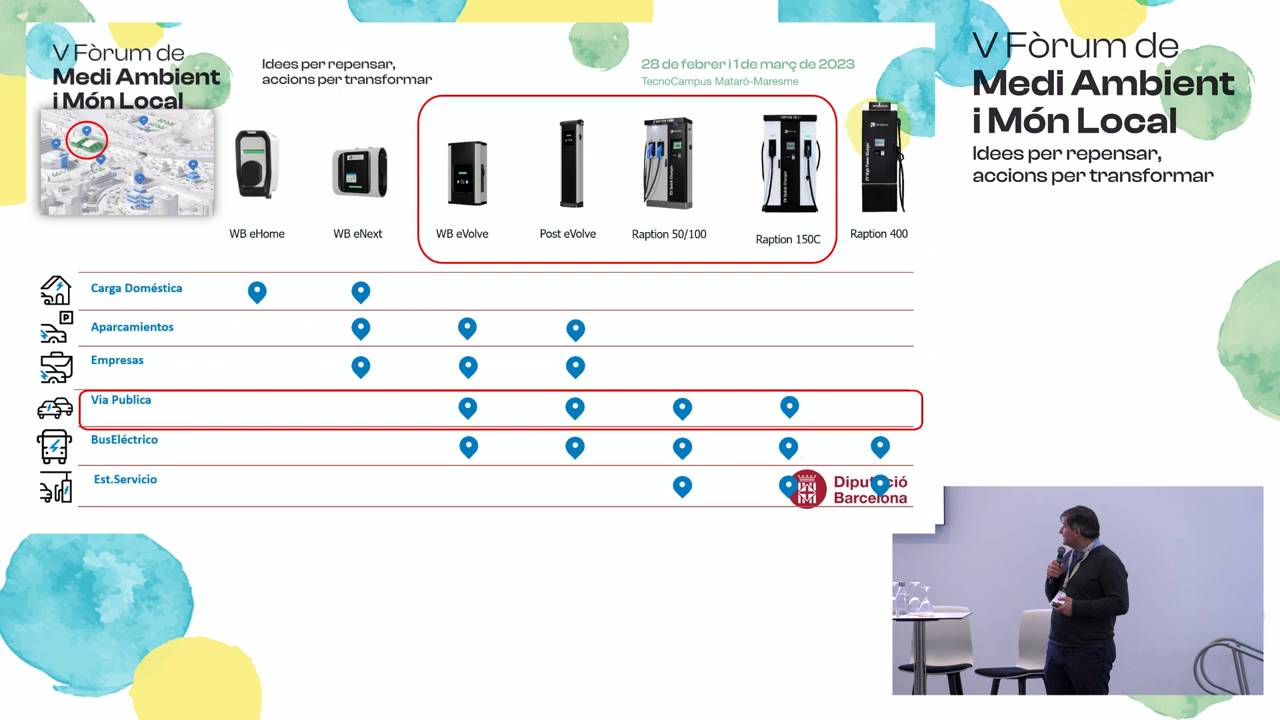 V Fòrum de
Medi Ambient
i Món Local
Idees per repensar,
accions per transformar
28 de febrer i 1 de març de 2023
TecnoCampus Mataró-Maresme
WB eHome
WB eNext
WB eVolve
Post eVolve
Raption 50/100
Raption 150C
Raption 400
Carga Doméstica
P
Aparcamientos
Empresas
Via Publica
BusEléctrico
Est.Servicio
Diputació
Barcelona
V Fòrum de
Medi Ambient
i Món Local
Idees per repensar,
accions per transformar